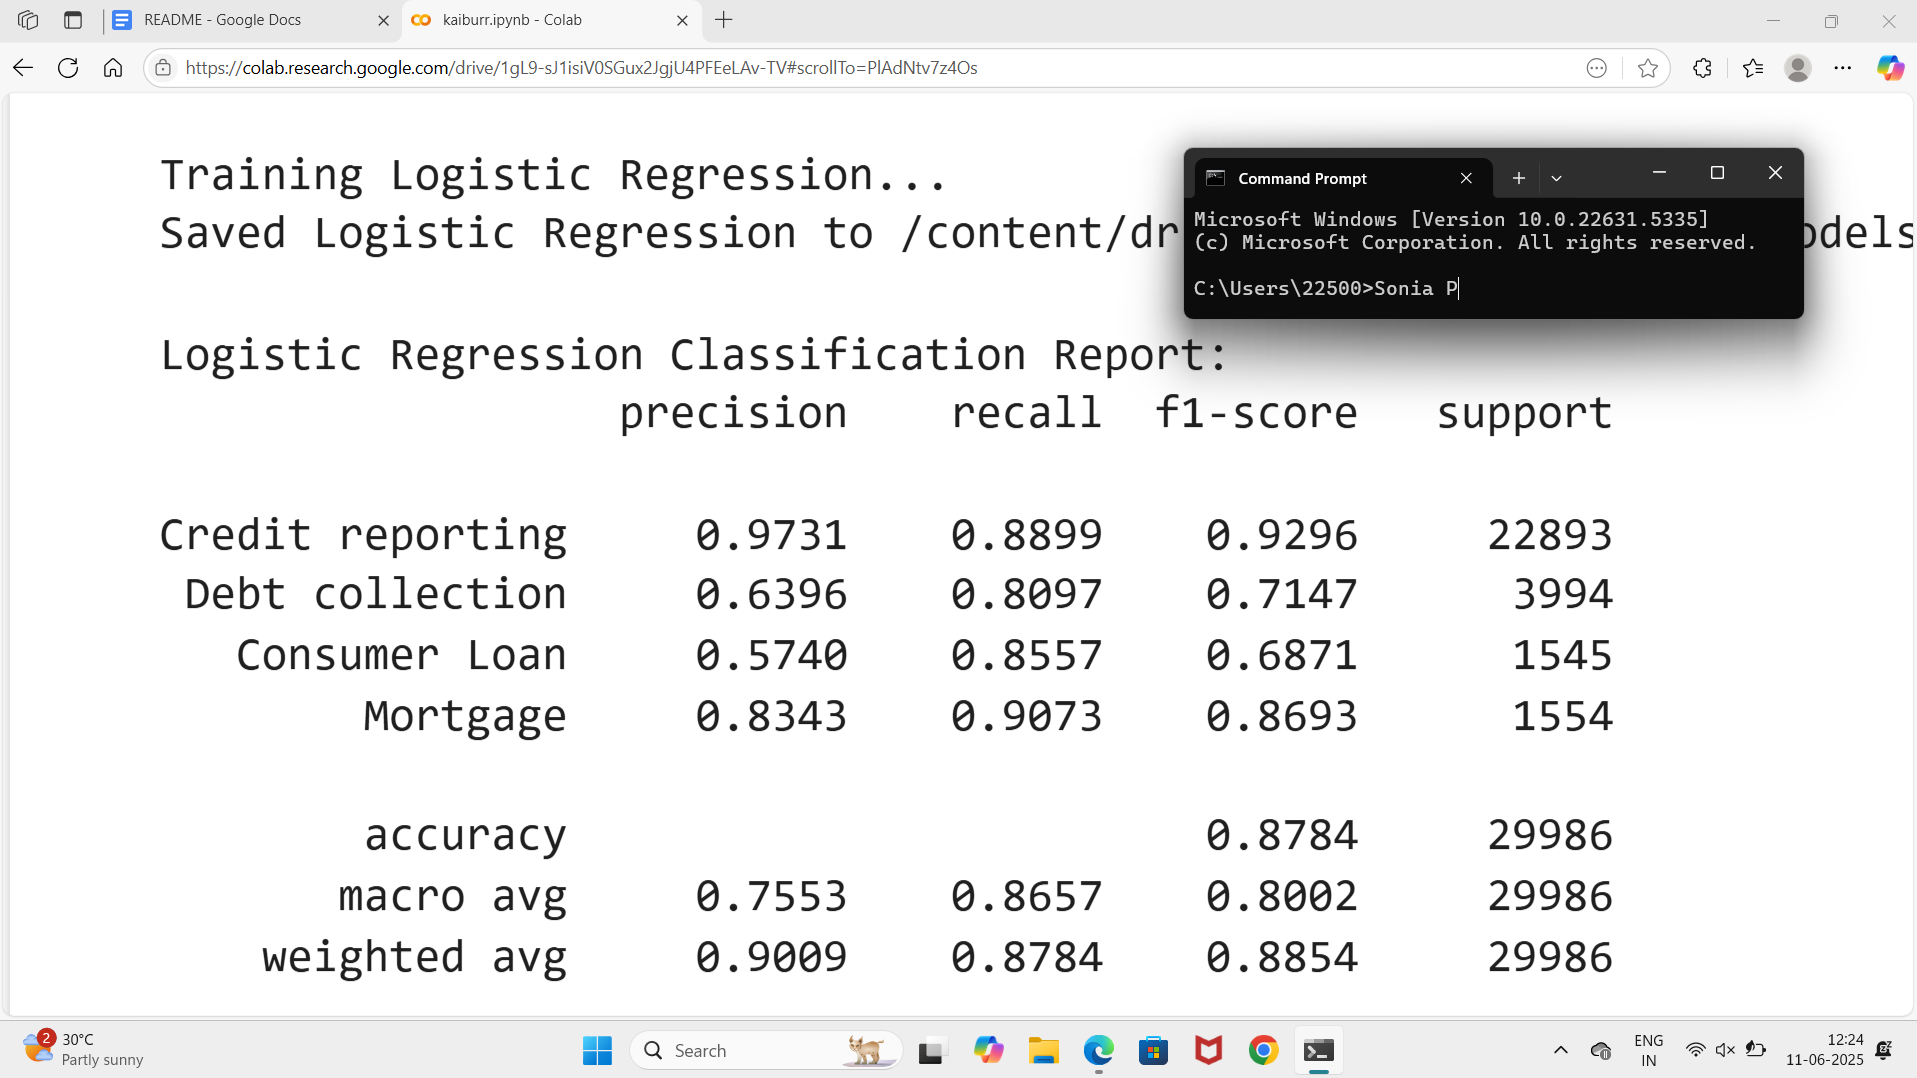 README - Google Docs
kaiburr.ipynb - Colab
https://colab.research.google.com/drive/1gL9-sJ1isiV0SGux2JgjU4PFEeLAv-TV#scrollTo=PlAdNtv7z4Os
Training Logistic Regression...
Saved Logistic Regression to /content/dr
odels
Command Prompt
Microsoft Windows [Version 10.0.22631.5335]
(c) Microsoft Corporation. All rights reserved.
C:\Users\22500>Sonia P
Logistic Regression Classification Report:
precision recall f1-score support
Credit reporting 0.9731 0.8899 0.9296 22893
Debt collection 0.6396 0.8097 0.7147 3994
Consumer Loan 0.5740 0.8557 0.6871 1545
Mortgage 0.8343 0.9073 0.8693 1554
accuracy 0.8784 29986
macro avg 0.7553 0.8657 0.8002 29986
weighted avg 0.9009 0.8784 0.8854 29986
2
30°C
Partly sunny
Search
ENG
IN
12:24
11-06-2025